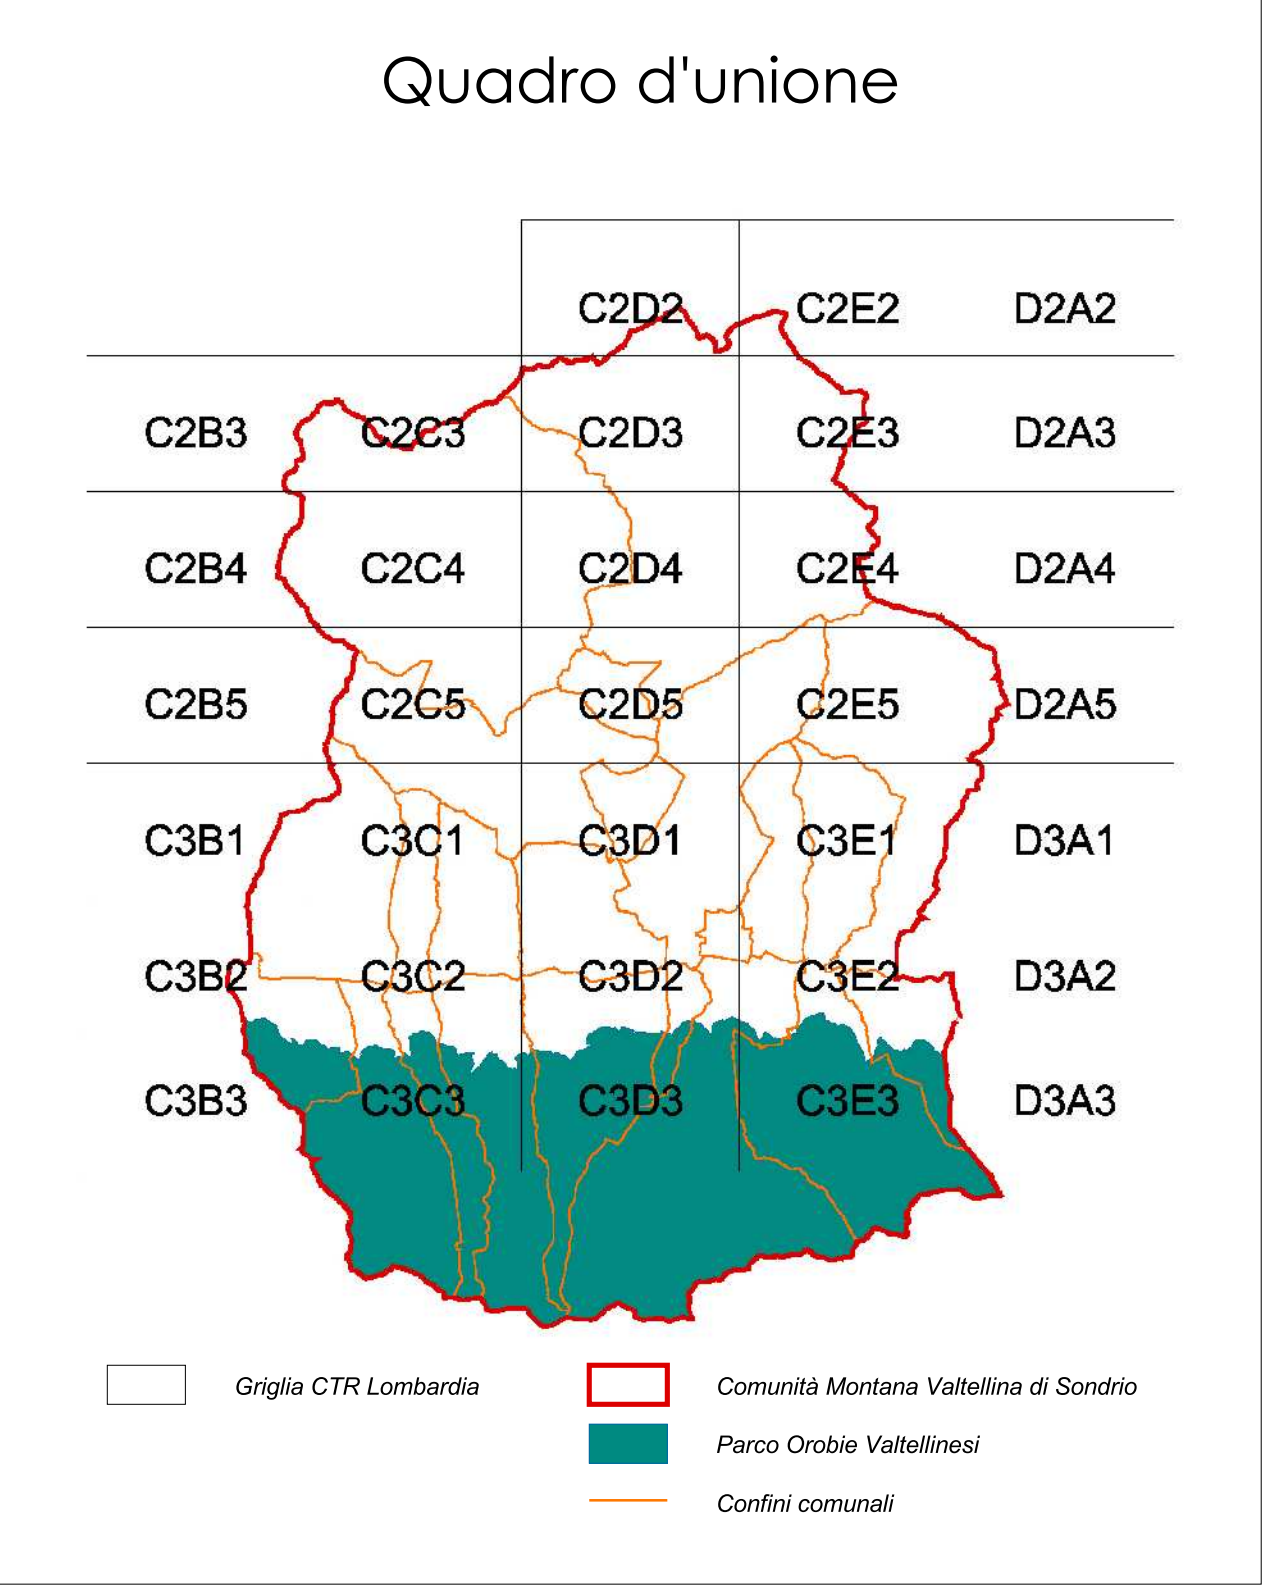 Quadro d'unione
C2D2 C2E2 D2A2
C2B3 C2C3 C2D3 C2E3 D2A3
C2B4 C2C4 C2D4 C2E4 D2A4
C2B5 C2C5 C2D5 C2E5 D2A5
C3B1 C3C1 C3D1 C3E1 D3A1
C3B2 C3C2 C3D2 C3E2 D3A2
C3B3 C3C3 C3D3 C3E3 D3A3
Griglia CTR Lombardia
Comunità Montana Valtellina di Sondrio
Parco Orobie Valtellinesi
Confini comunali